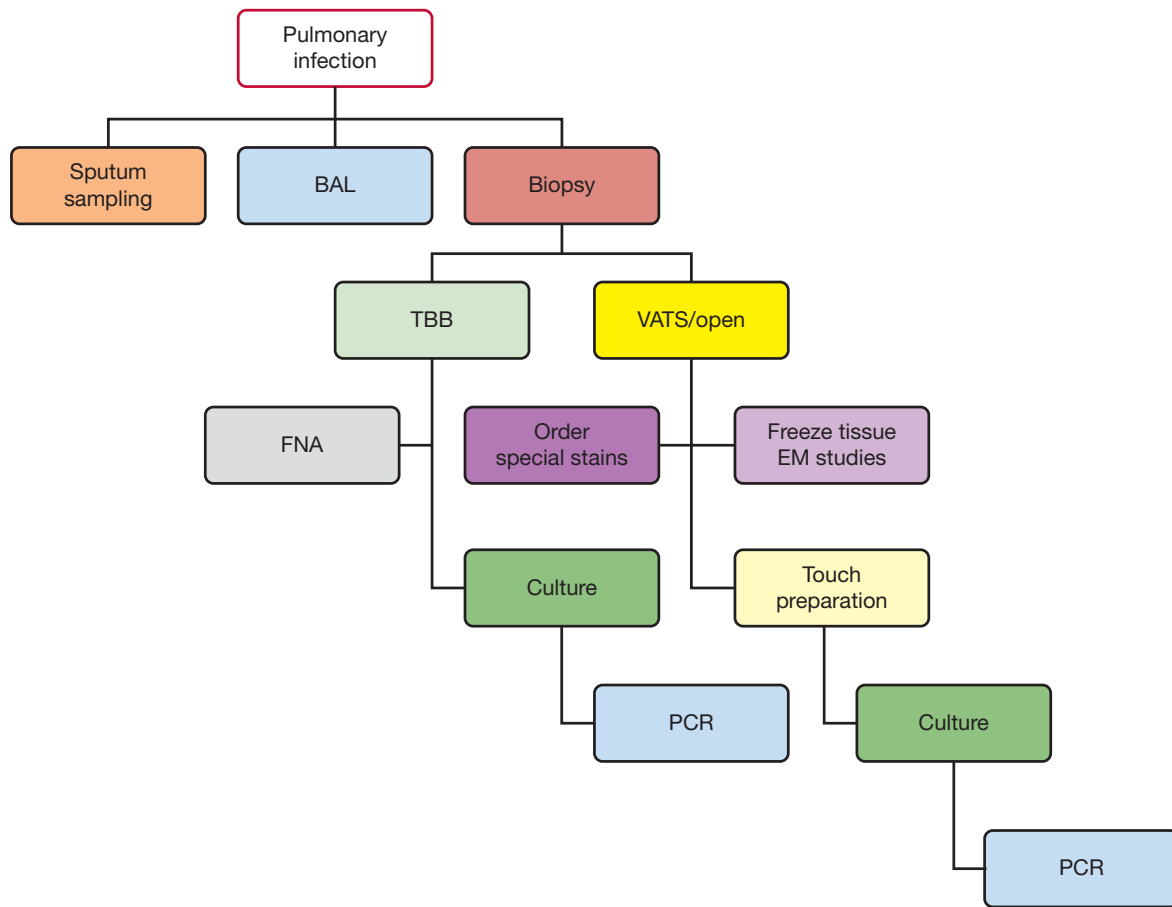 Pulmonary
infection
Sputum
sampling
BAL
Biopsy
TBB
VATS/open
FNA
Order
special stains
Freeze tissue
EM studies
Culture
Touch
preparation
PCR
Culture
PCR